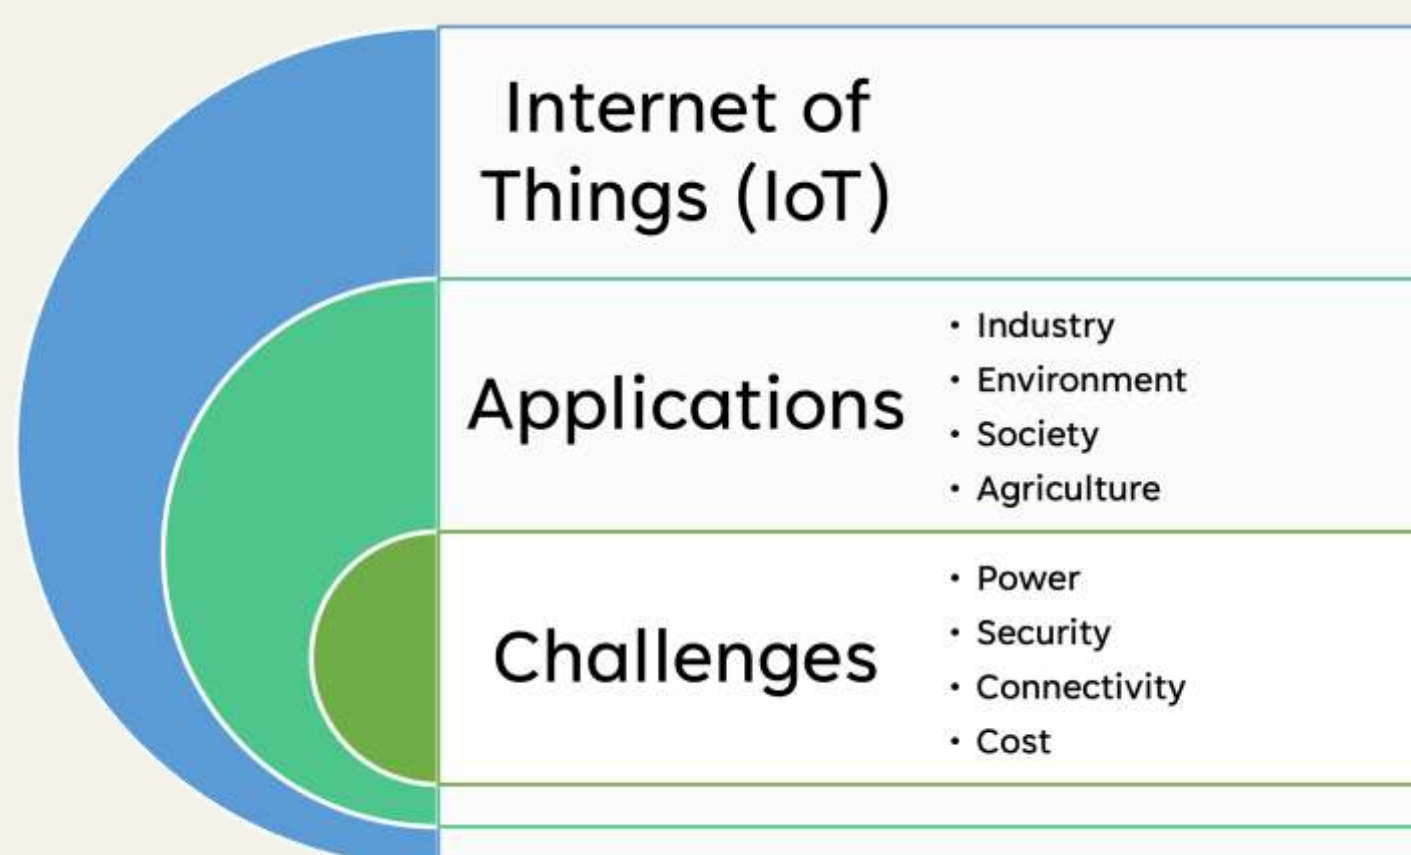 Internet of
Things (IoT)
Applications
• Industry
• Environment
• Society
• Agriculture
Challenges
• Power
• Security
• Connectivity
• Cost